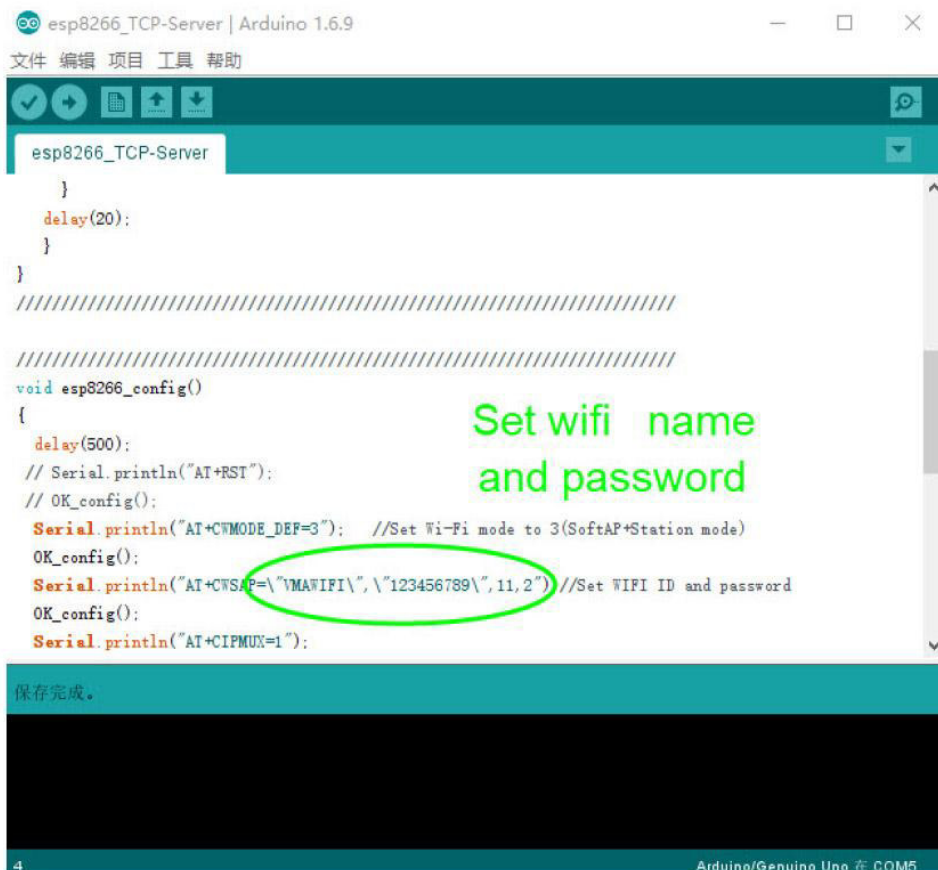 esp8266_TCP-Server | Arduino 1.6.9
文件 编辑 项目 工具 帮助
esp8266_TCP-Server
}
delay(20);
}
}
//////////////////////////////////////////////////////////////////////////
//////////////////////////////////////////////////////////////////////////
void esp8266_config()
{
delay(500);
// Serial.println("AT+RST");
// OK_config();
Serial.println("AT+CWMODE_DEF=3"); //Set Wi-Fi mode to 3(SoftAP+Station mode)
OK_config();
Serial.println("AT+CWSAP=\"VMAWIFI\",\"123456789\",11,2") //Set WIFI ID and password
OK_config();
Serial.println("AT+CIPMUX=1");
Set wifi name
and password
保存完成。
4
Arduino/Genuino Uno 在 COM5